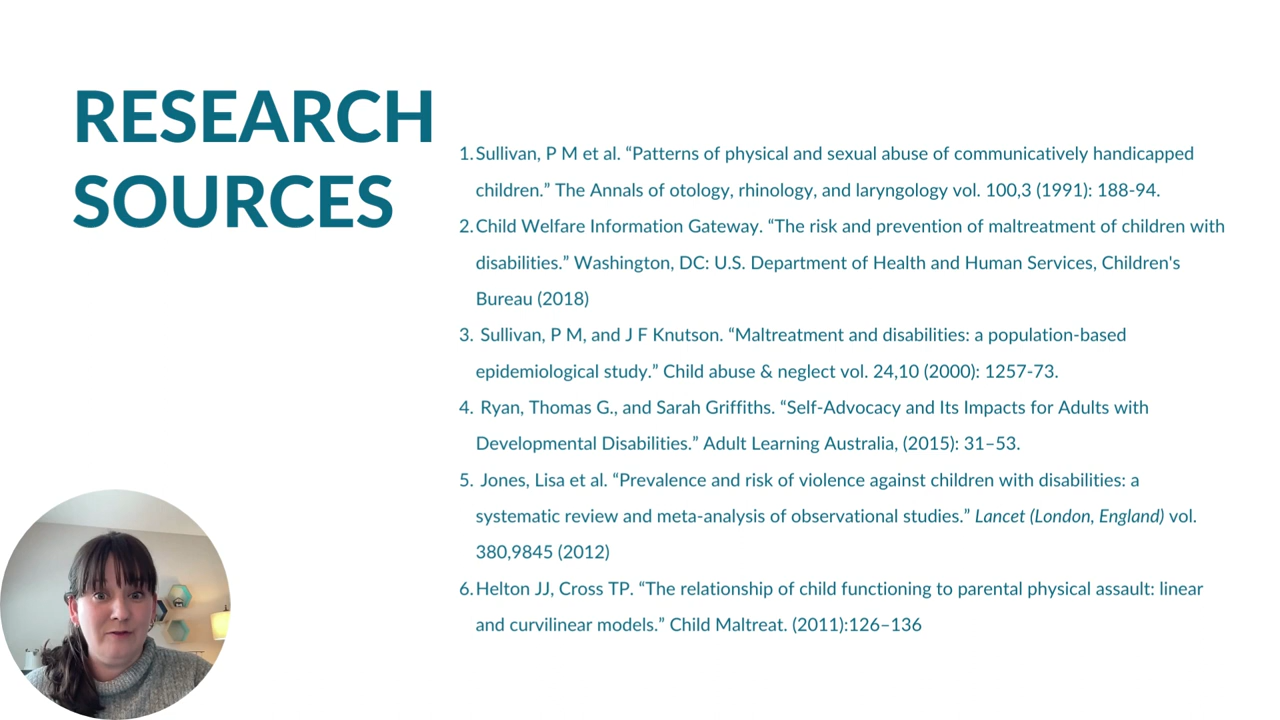 RESEARCH
SOURCES
1. Sullivan, P M et al. “Patterns of physical and sexual abuse of communicatively handicapped
children.” The Annals of otology, rhinology, and laryngology vol. 100,3 (1991): 188-94.
2. Child Welfare Information Gateway. “The risk and prevention of maltreatment of children with
disabilities.” Washington, DC: U.S. Department of Health and Human Services, Children's
Bureau (2018)
3. Sullivan, P M, and J F Knutson. “Maltreatment and disabilities: a population-based
epidemiological study.” Child abuse & neglect vol. 24,10 (2000): 1257-73.
4. Ryan, Thomas G., and Sarah Griffiths. “Self-Advocacy and Its Impacts for Adults with
Developmental Disabilities.” Adult Learning Australia, (2015): 31–53.
5. Jones, Lisa et al. “Prevalence and risk of violence against children with disabilities: a
systematic review and meta-analysis of observational studies.” Lancet (London, England) vol.
380,9845 (2012)
6. Helton JJ, Cross TP. “The relationship of child functioning to parental physical assault: linear
and curvilinear models.” Child Maltreat. (2011):126–136